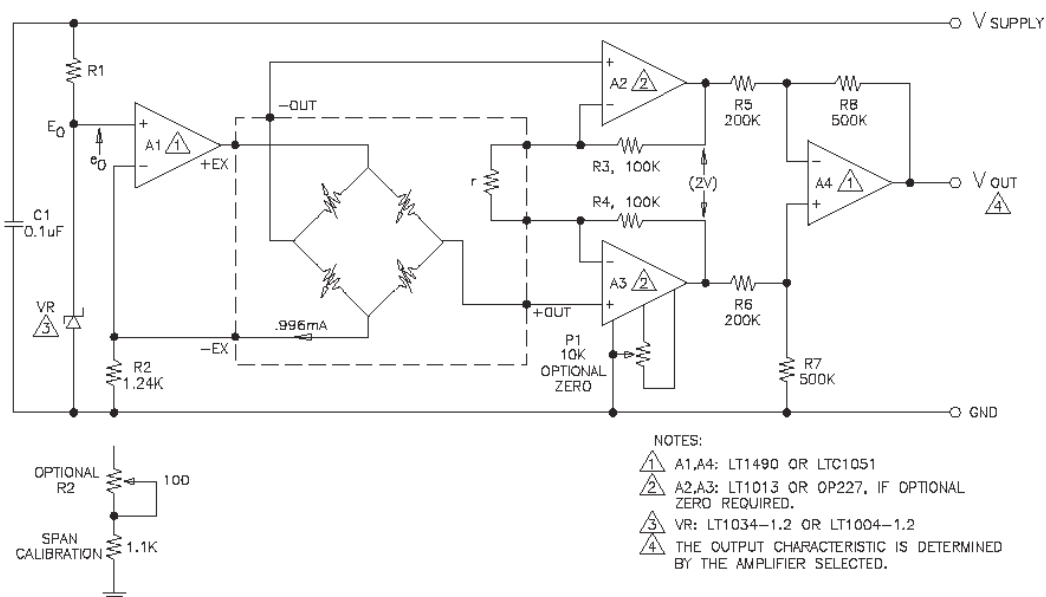 V SUPPLY
R1
EO
eO
A1 1
+
−
+EX
−OUT
A2 2
+
−
R5
200K
R8
500K
r
R3, 100K
(2V)
R4, 100K
−
+
A4 1
V OUT
4
C1
0.1uF
−
+
A3 2
R6
200K
VR
3
.996mA
+OUT
−EX
P1
10K
OPTIONAL
ZERO
R2
1.24K
R7
500K
GND
OPTIONAL
R2
100
SPAN
CALIBRATION
1.1K
NOTES:
1 A1,A4: LT1490 OR LTC1051
2 A2,A3: LT1013 OR OP227, IF OPTIONAL
ZERO REQUIRED.
3 VR: LT1034−1.2 OR LT1004−1.2
4 THE OUTPUT CHARACTERISTIC IS DETERMINED
BY THE AMPLIFIER SELECTED.